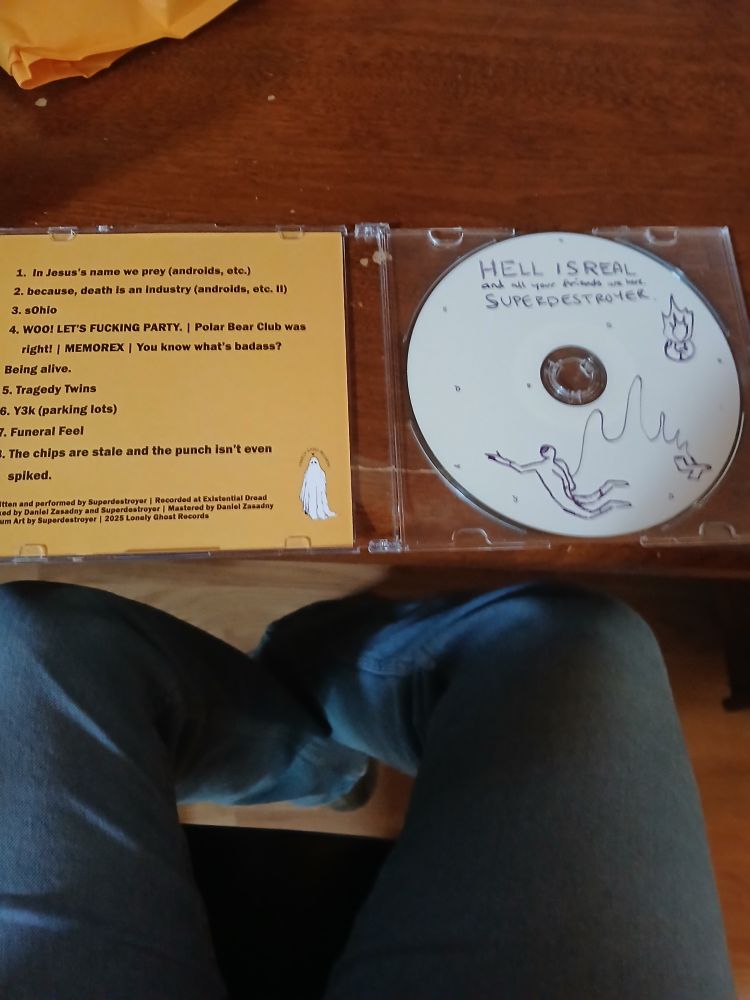 1. In Jesus's name we prey (androids, etc.)
2. because, death is an industry (androids, etc. II)
3. sOhio
4. WOO! LET'S FUCKING PARTY. | Polar Bear Club was
right! | MEMOREX | You know what's badass?
Being alive.
5. Tragedy Twins
6. Y3k (parking lots)
7. Funeral Feel
. The chips are stale and the punch isn't even
spiked.
itten and performed by Superdestroyer | Recorded at Existential Dread
ed by Daniel Zasadny and Superdestroyer | Mastered by Daniel Zasadny
um Art by Superdestroyer | 2025 Lonely Ghost Records
HELL IS REAL
and all your friends are here.
SUPERDESTROYER.